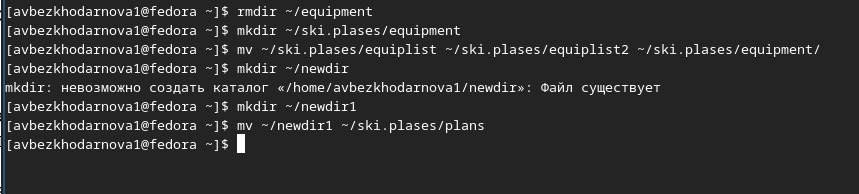 [avbezkhodarnova1@fedora ~]$ rmdir ~/equipment
[avbezkhodarnova1@fedora ~]$ mkdir ~/ski.plases/equipment
[avbezkhodarnova1@fedora ~]$ mv ~/ski.plases/equiplist ~/ski.plases/equiplist2 ~/ski.plases/equipment/
[avbezkhodarnova1@fedora ~]$ mkdir ~/newdir
mkdir: невозможно создать каталог «/home/avbezkhodarnova1/newdir»: Файл существует
[avbezkhodarnova1@fedora ~]$ mkdir ~/newdir1
[avbezkhodarnova1@fedora ~]$ mv ~/newdir1 ~/ski.plases/plans
[avbezkhodarnova1@fedora ~]$